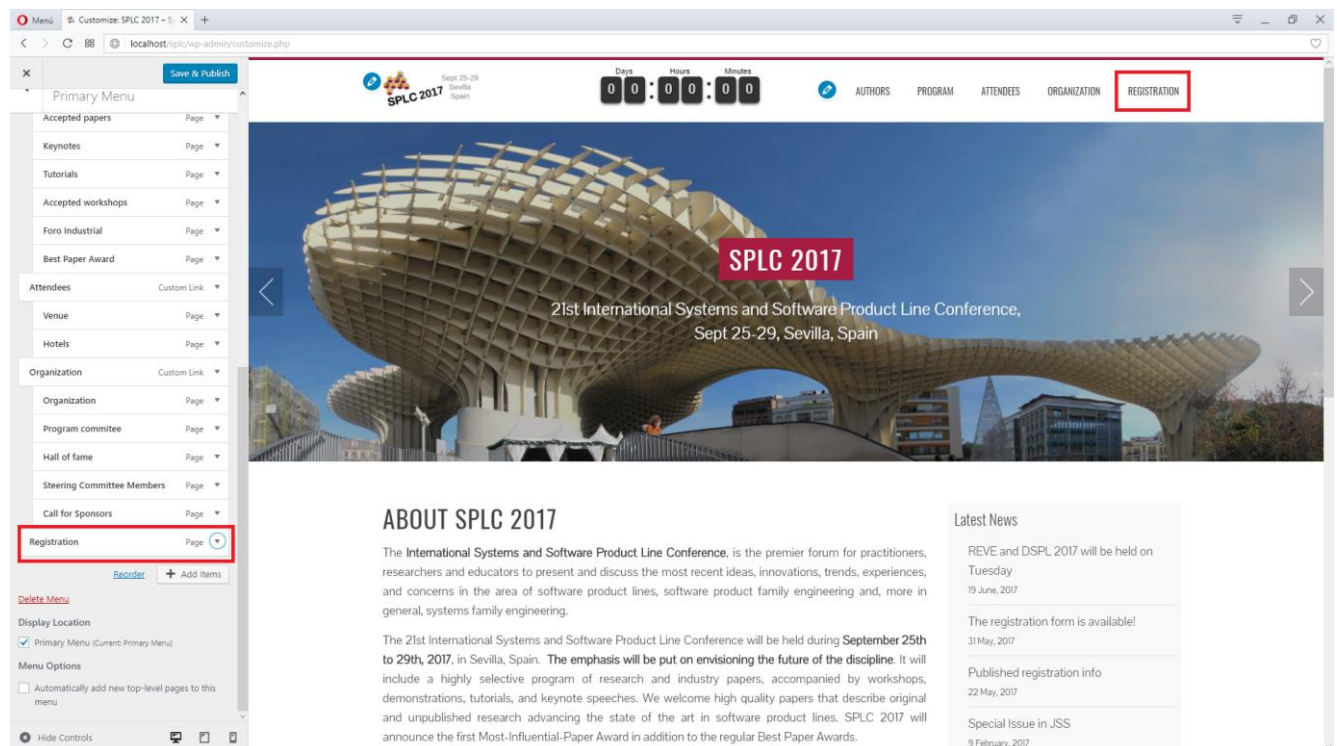 Menú
Customize: SPLC 2017 – S
localhost/splc/wp-admin/customize.php
Save & Publish
Primary Menu
Accepted papers Page
Keynotes Page
Tutorials Page
Accepted workshops Page
Foro Industrial Page
Best Paper Award Page
Attendees Custom Link
Venue Page
Hotels Page
Organization Custom Link
Organization Page
Program commitee Page
Hall of fame Page
Steering Committee Members Page
Call for Sponsors Page
Registration Page
Reorder + Add Items
Delete Menu
Display Location
Primary Menu (Current: Primary Menu)
Menu Options
Automatically add new top-level pages to this
menu
Hide Controls
SPLC 2017
Sept 25-29
Sevilla
Spain
Days Hours Minutes
0 0 : 0 0 : 0 0
AUTHORS PROGRAM ATTENDEES ORGANIZATION REGISTRATION
SPLC 2017
21st International Systems and Software Product Line Conference,
Sept 25-29, Sevilla, Spain
ABOUT SPLC 2017
The International Systems and Software Product Line Conference, is the premier forum for practitioners,
researchers and educators to present and discuss the most recent ideas, innovations, trends, experiences,
and concerns in the area of software product lines, software product family engineering and, more in
general, systems family engineering.
The 21st International Systems and Software Product Line Conference will be held during September 25th
to 29th, 2017, in Sevilla, Spain. The emphasis will be put on envisioning the future of the discipline. It will
include a highly selective program of research and industry papers, accompanied by workshops,
demonstrations, tutorials, and keynote speeches. We welcome high quality papers that describe original
and unpublished research advancing the state of the art in software product lines. SPLC 2017 will
announce the first Most-Influential-Paper Award in addition to the regular Best Paper Awards.
Latest News
REVE and DSPL 2017 will be held on
Tuesday
19 June, 2017
The registration form is available!
31 May, 2017
Published registration info
22 May, 2017
Special Issue in JSS
9 February, 2017